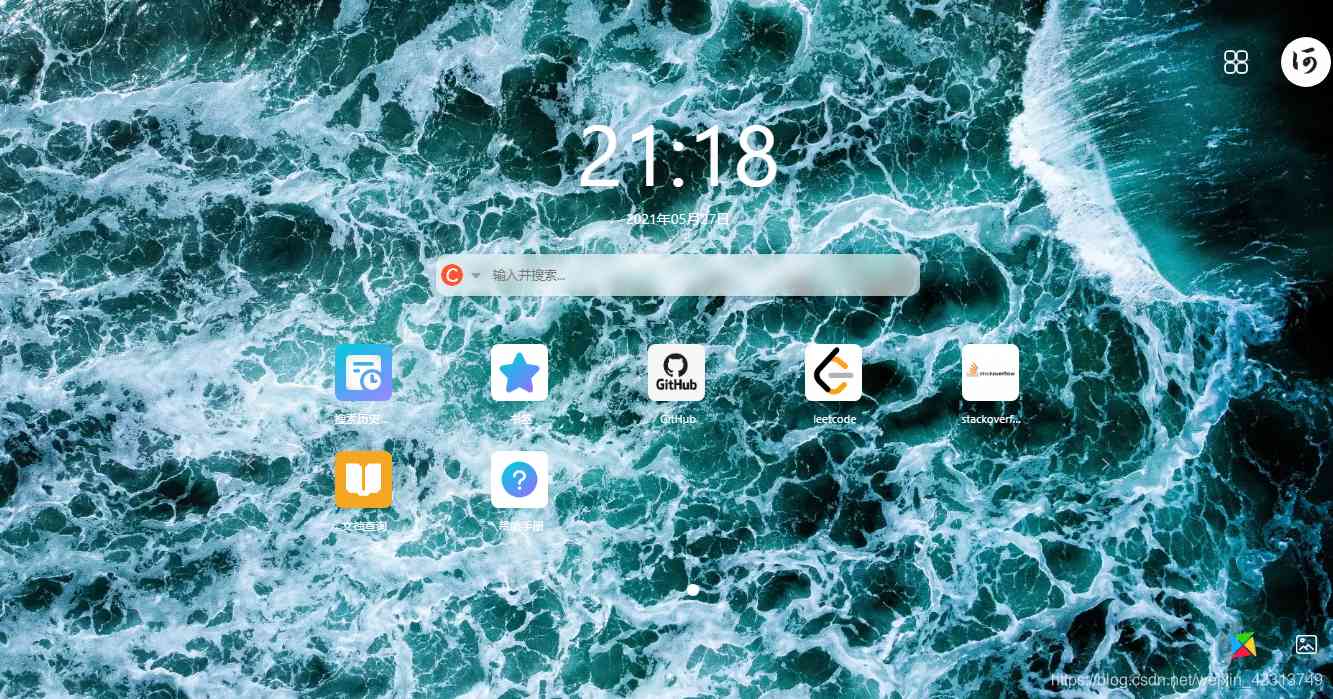 21:18
2021年05月27日
C
输入并搜索...
GitHub
stackoverflow
搜索历史
书签
GitHub
leetcode
stackoverf...
?
文档查询
帮助手册
https://blog.csdn.net/weixin_42313749